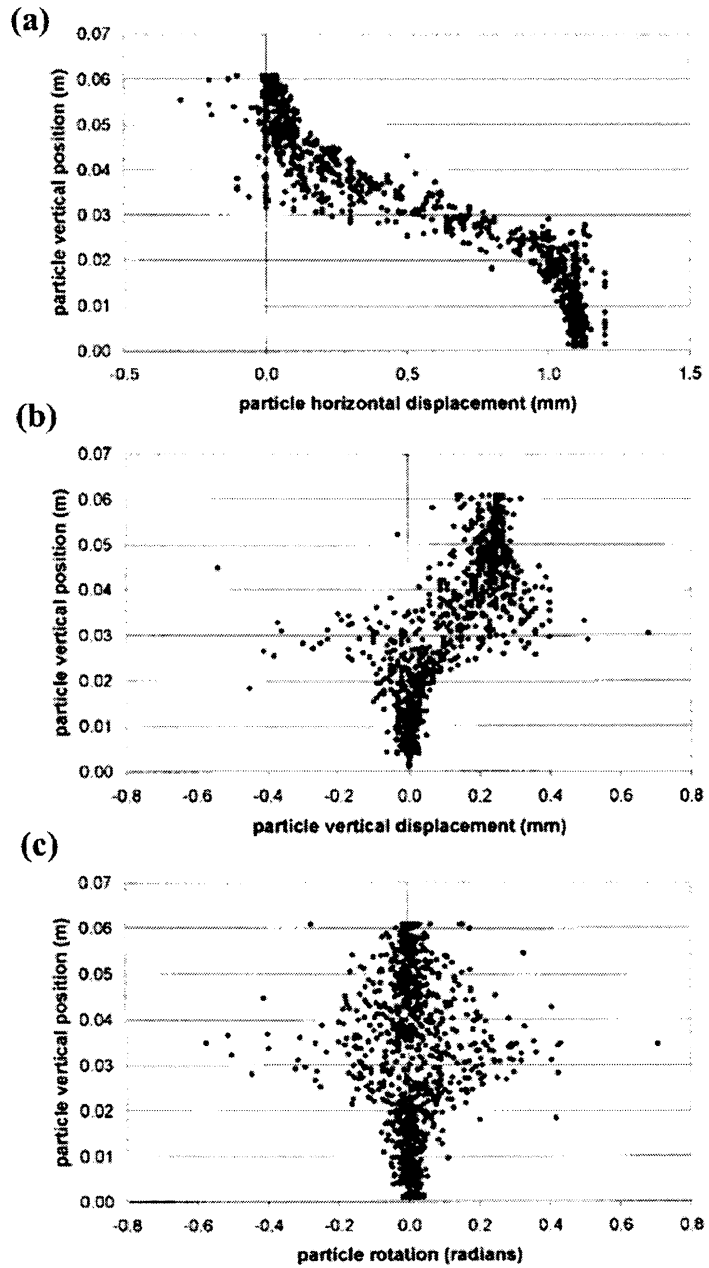 (a)
0.07
0.06
0.05
0.04
0.03
0.02
0.01
0.00
particle vertical position (m)
-0.5 0.0 0.5 1.0 1.5
particle horizontal displacement (mm)
(b)
0.07
0.06
0.05
0.04
0.03
0.02
0.01
0.00
particle vertical position (m)
-0.8 -0.6 -0.4 -0.2 0.0 0.2 0.4 0.6 0.8
particle vertical displacement (mm)
(c)
0.07
0.06
0.05
0.04
0.03
0.02
0.01
0.00
particle vertical position (m)
-0.8 -0.6 -0.4 -0.2 0.0 0.2 0.4 0.6 0.8
particle rotation (radians)